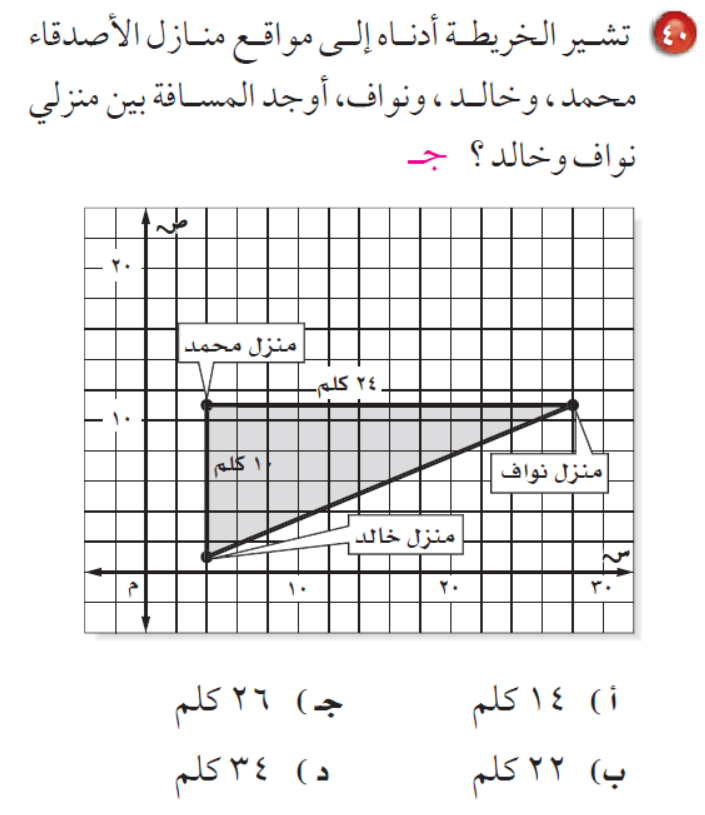 ٤٠ تشير الخريطة أدناه إلى مواقع منازل الأصدقاء
محمد، وخالد، ونواف، أوجد المسافة بين منزلي
نواف وخالد؟ جـ
ص
٢٠
منزل محمد
٢٤ كلم
١٠
١٠ كلم
منزل نواف
منزل خالد
س
م ١٠ ٢٠ ٣٠
أ) ١٤ كلم جـ) ٢٦ كلم
ب) ٢٢ كلم د) ٣٤ كلم